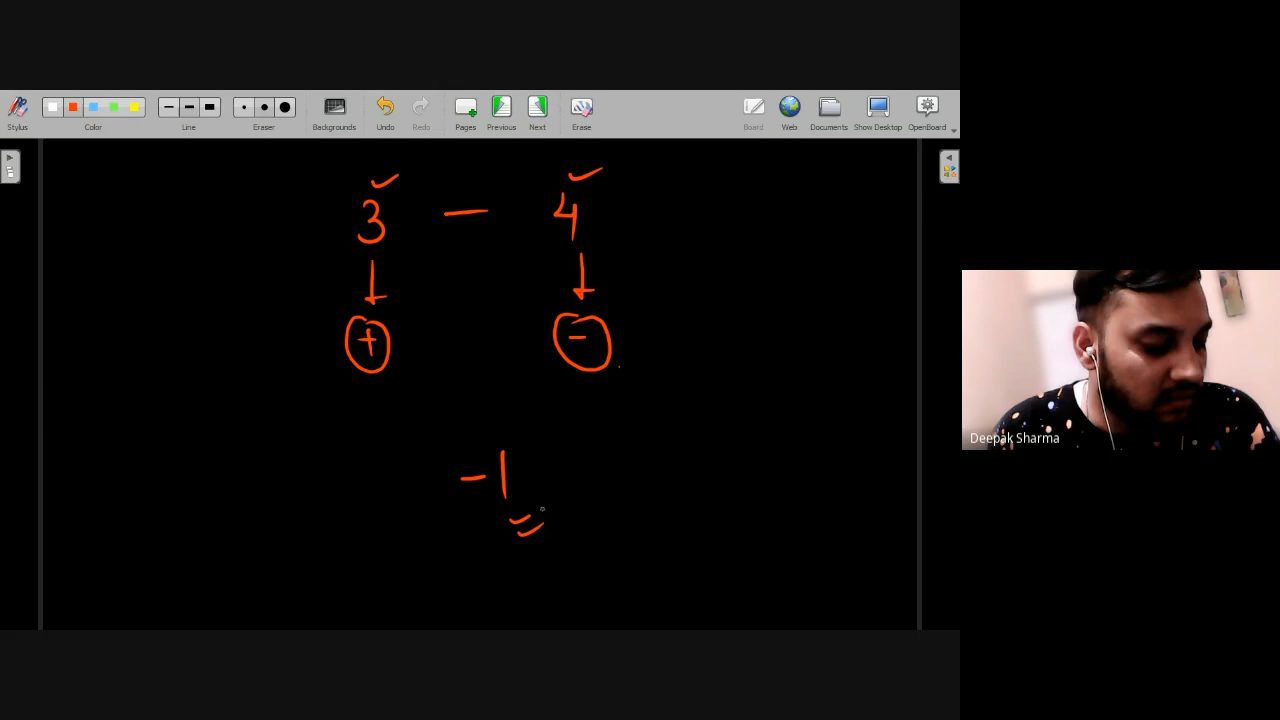 Stylus Color Line Eraser Backgrounds Undo Redo Pages Previous Next Erase Board Web Documents Show Desktop OpenBoard
3 - 4
+ -
-1
Deepak Sharma